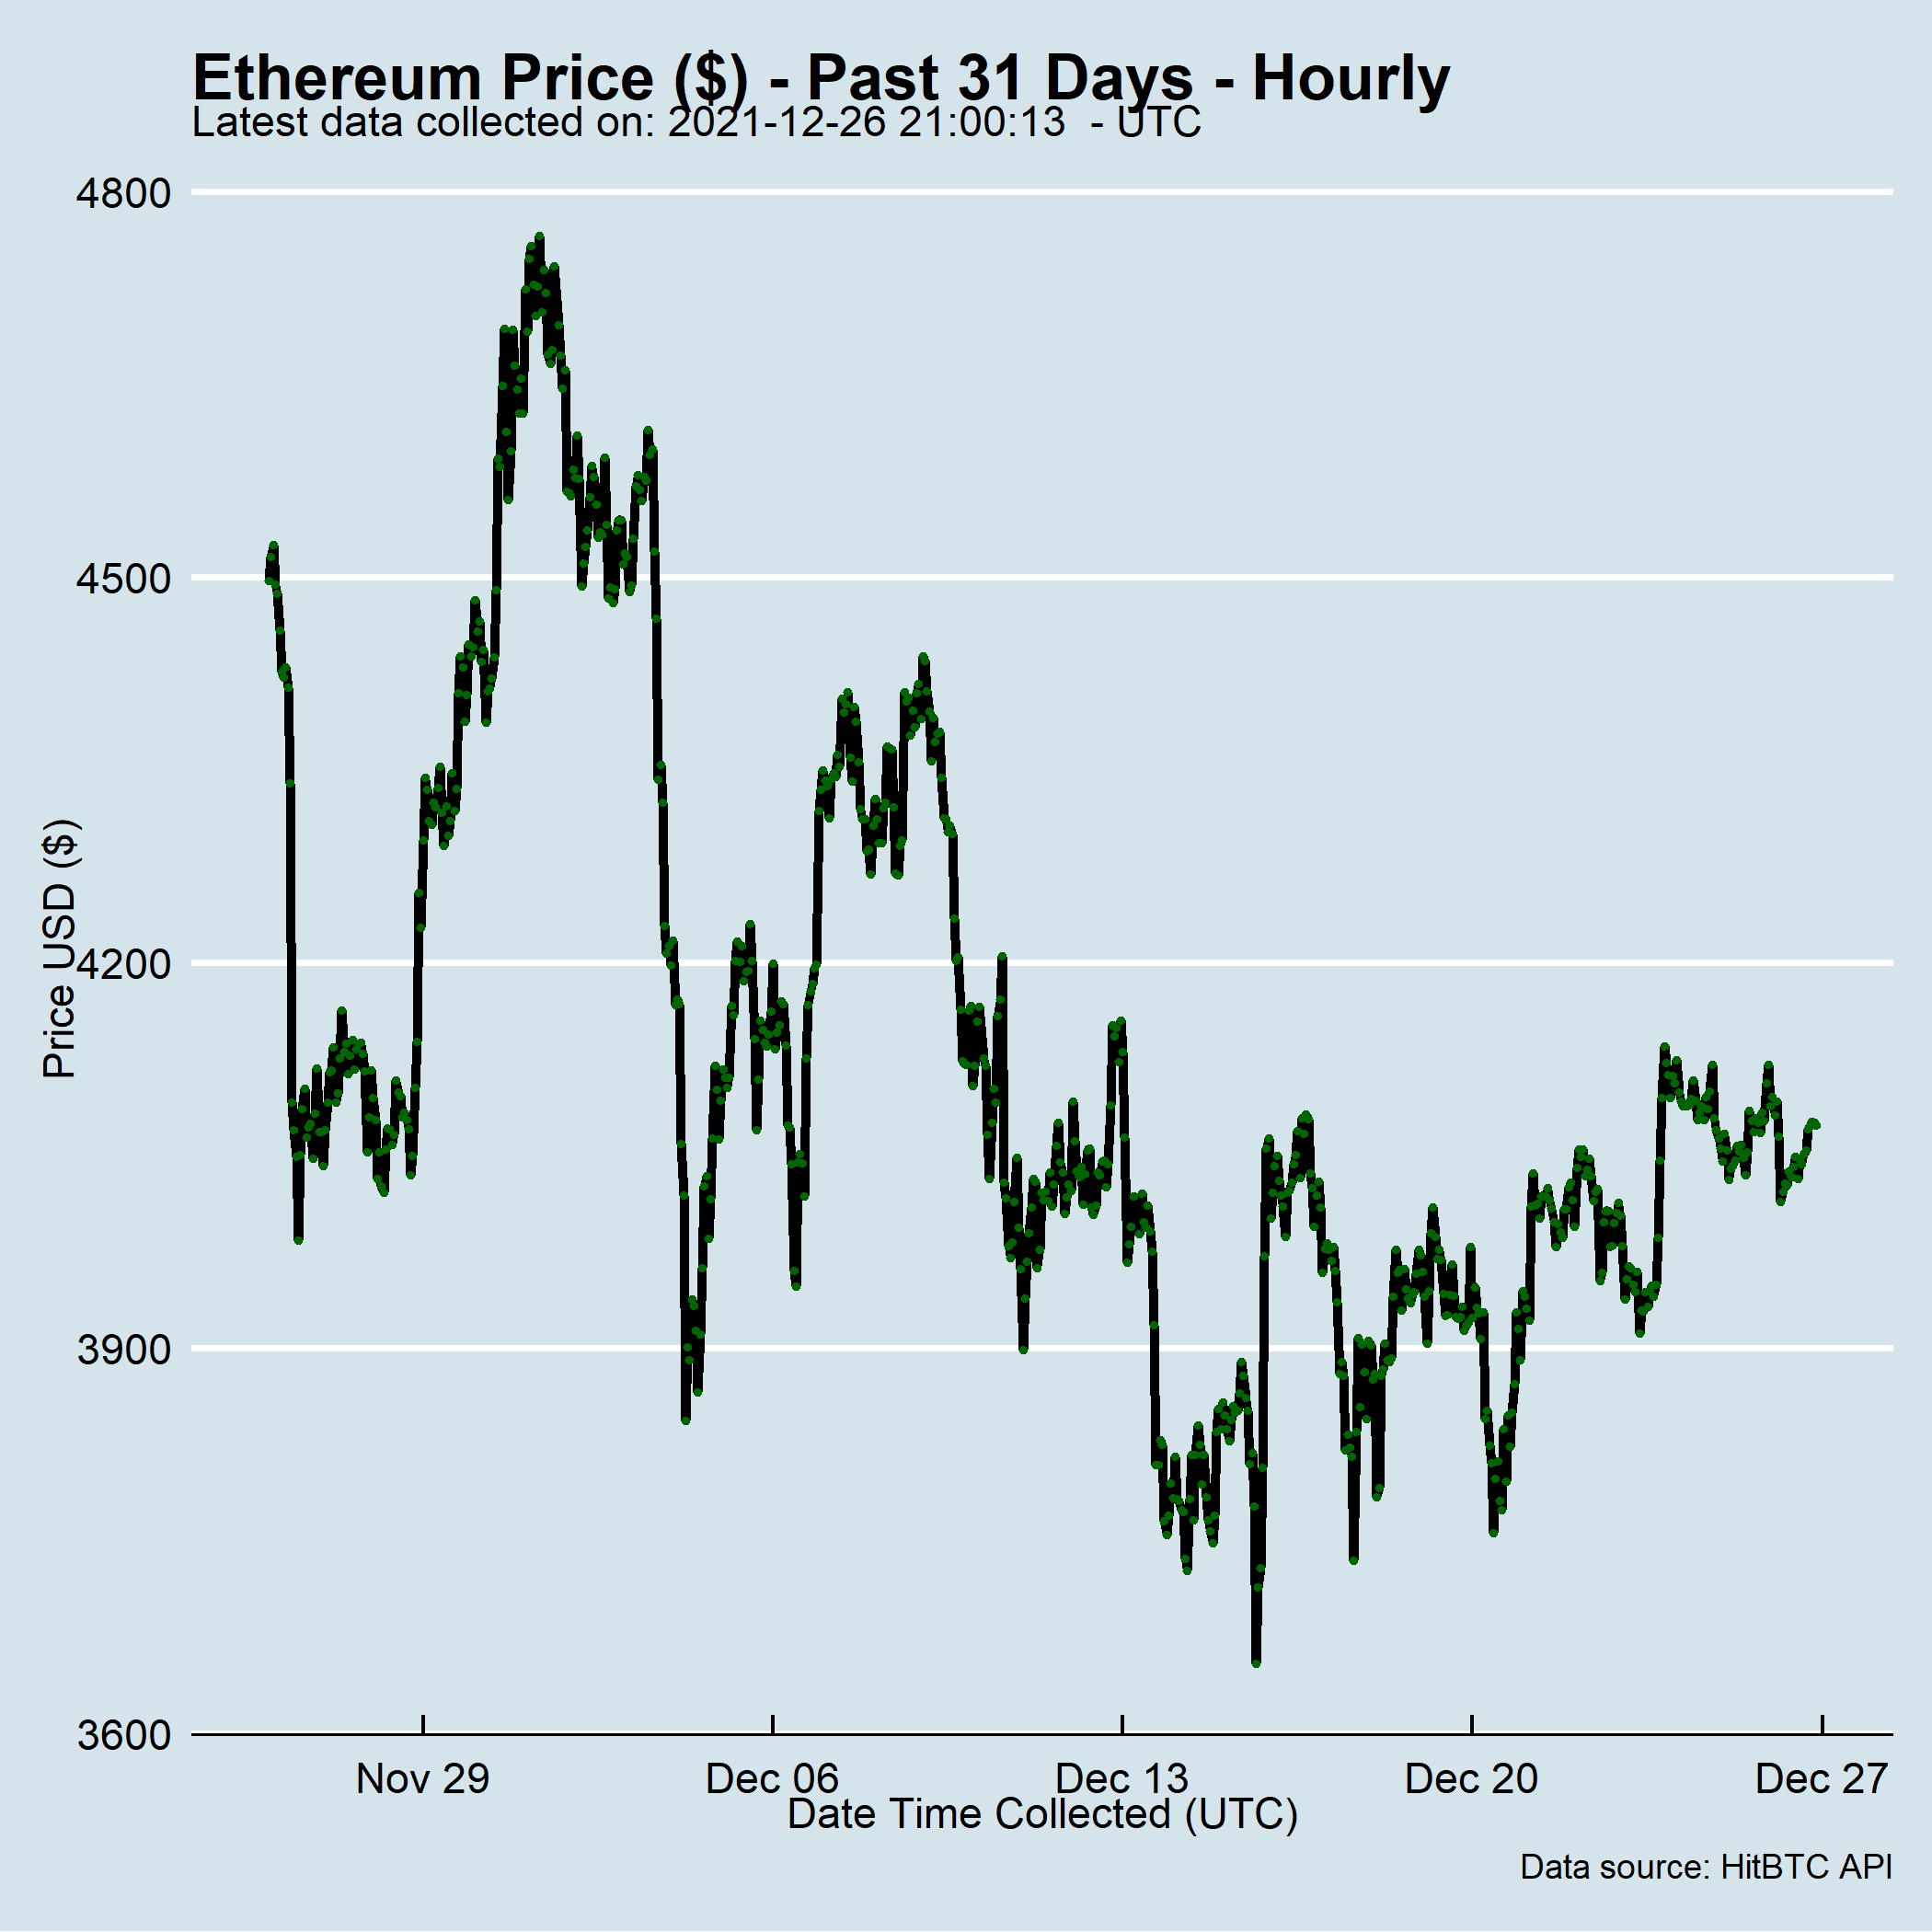 Ethereum Price ($) - Past 31 Days - Hourly
Latest data collected on: 2021-12-26 21:00:13  - UTC
4800
4500
4200
3900
3600
Price USD ($)
Nov 29
Dec 06
Dec 13
Dec 20
Dec 27
Date Time Collected (UTC)
Data source: HitBTC API